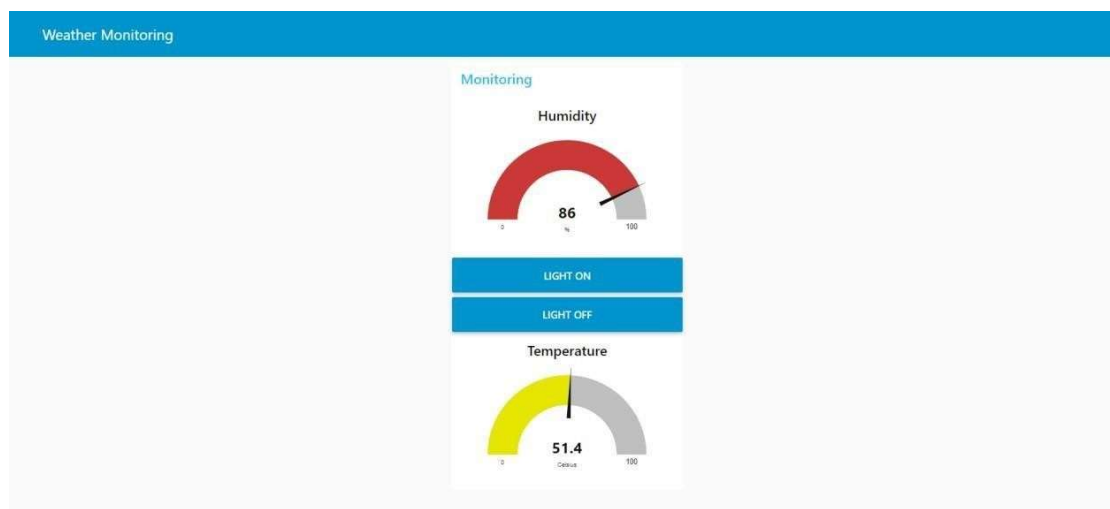 Weather Monitoring
Monitoring
Humidity
86
%
0
100
LIGHT ON
LIGHT OFF
Temperature
51.4
Celsius
0
100